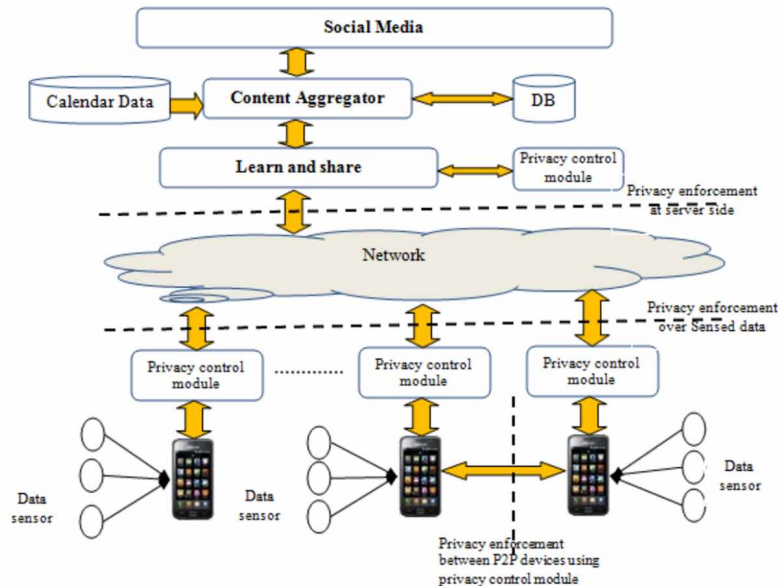 Social Media
Calendar Data
Content Aggregator
DB
Learn and share
Privacy control
module
Privacy enforcement
at server side
Network
Privacy enforcement
over Sensed data
Privacy control
module
..............
Privacy control
module
Privacy control
module
Data
sensor
Data
sensor
Data
sensor
Privacy enforcement
between P2P devices using
privacy control module